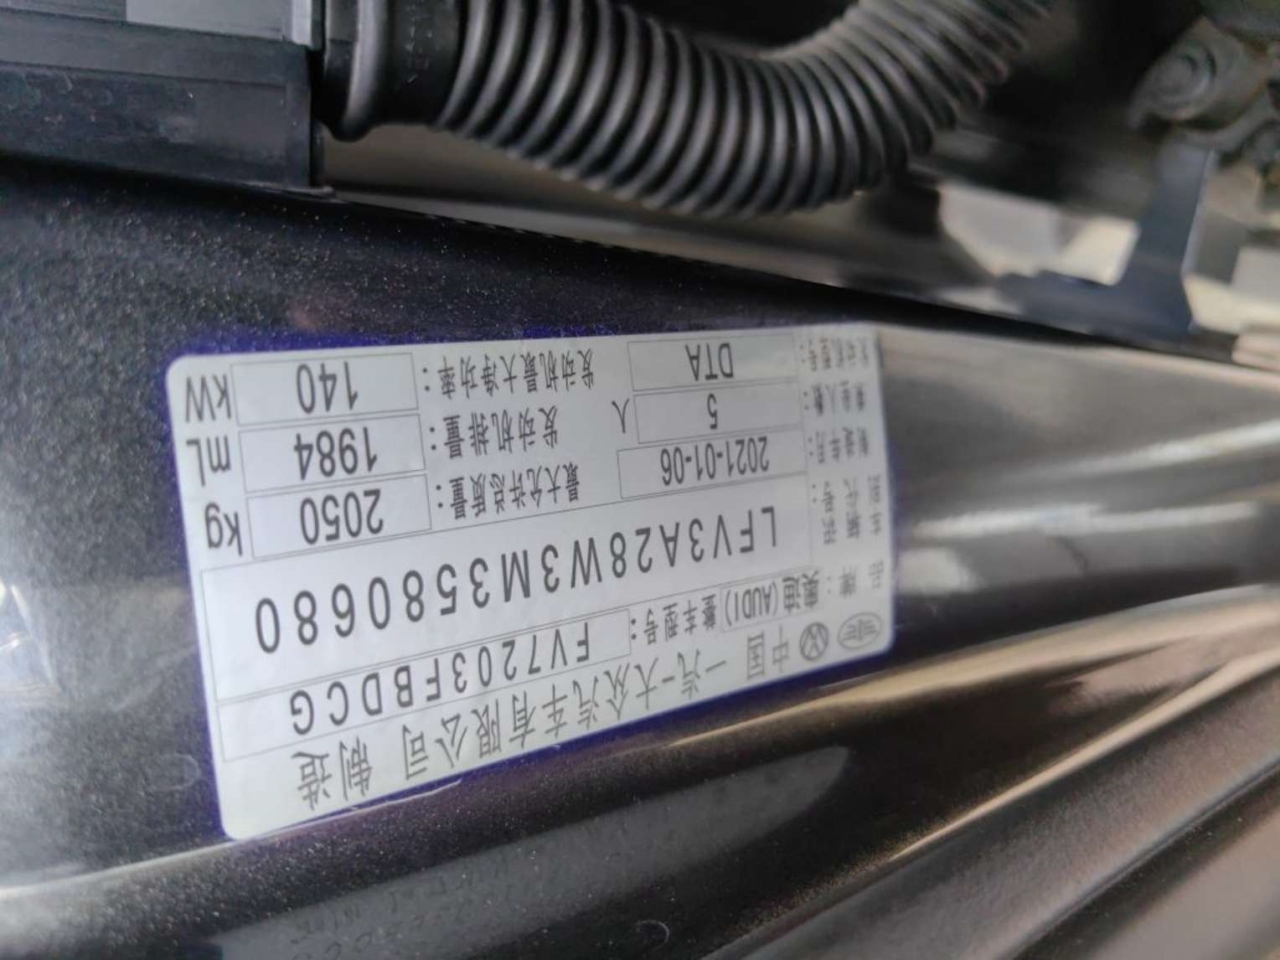 中国 一汽-大众汽车有限公司 制造
品牌：奥迪(AUDI) 整车型号：FV7203FBDCG
LFV3A28W3M3580680
2021-01-06 最大允许总质量：2050 kg
5 人 发动机排量：1984 mL
DTA 发动机最大净功率：140 kW